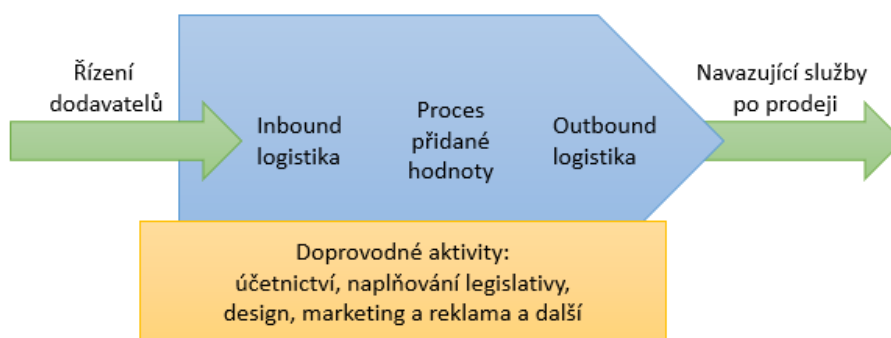 Řízení
dodavatelů
Inbound
logistika
Proces
přidané
hodnoty
Outbound
logistika
Navazující služby
po prodeji
Doprovodné aktivity:
účetnictví, naplňování legislativy,
design, marketing a reklama a další